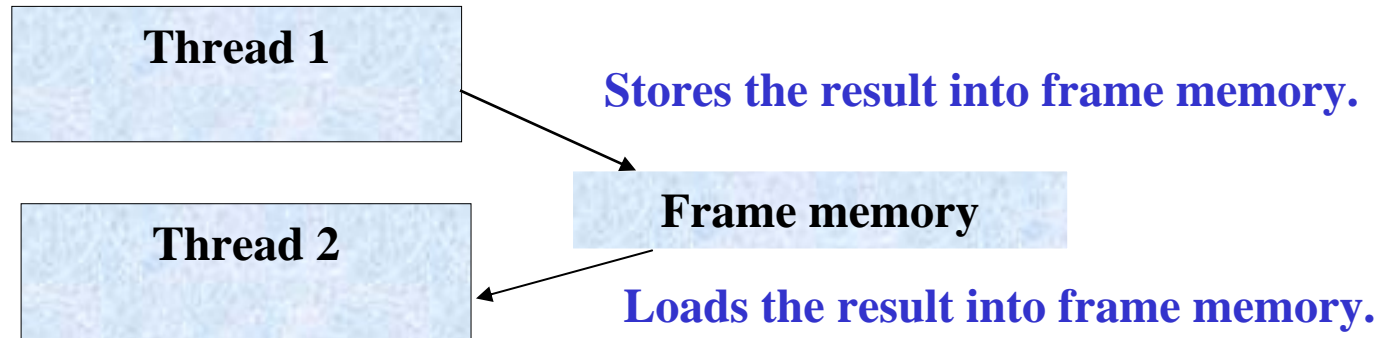 Thread 1
Stores the result into frame memory.
Frame memory
Thread 2
Loads the result into frame memory.